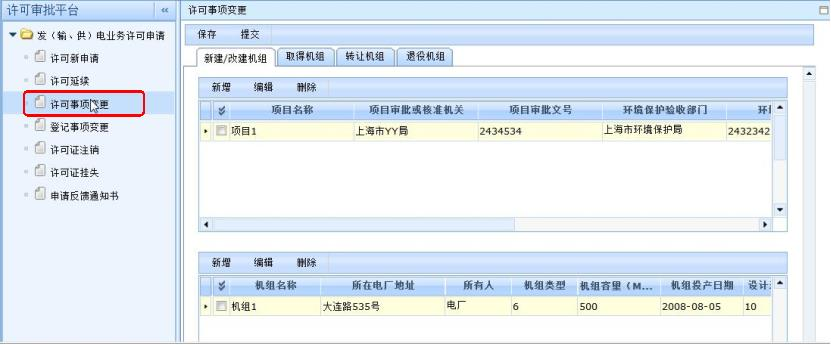 许可审批平台 «
发（输、供）电业务许可申请
许可新申请
许可延续
许可事项变更
登记事项变更
许可证注销
许可证挂失
申请反馈通知书
许可事项变更
保存 提交
新建/改建机组 取得机组 转让机组 退役机组
新增 编辑 删除
项目名称 项目审批或核准机关 项目审批文号 环境保护验收部门 环
项目1 上海市YY局 2434534 上海市环境保护局 2432342
新增 编辑 删除
机组名称 所在电厂地址 所有人 机组类型 机组容量（M... 机组投产日期 设计
机组1 大连路535号 电厂 6 500 2008-08-05 10